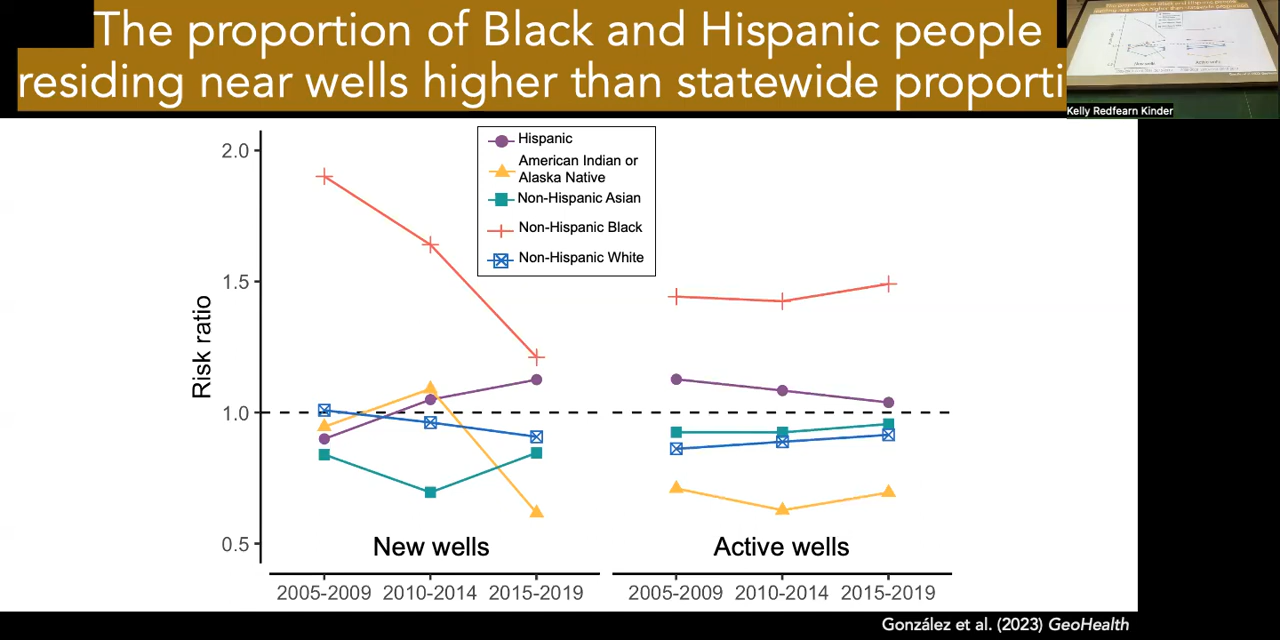 The proportion of Black and Hispanic people
residing near wells higher than statewide proporti
Kelly Redfearn Kinder
Hispanic
American Indian or
Alaska Native
Non-Hispanic Asian
Non-Hispanic Black
Non-Hispanic White
Risk ratio
2.0
1.5
1.0
0.5
New wells
Active wells
2005-2009 2010-2014 2015-2019
2005-2009 2010-2014 2015-2019
González et al. (2023) GeoHealth